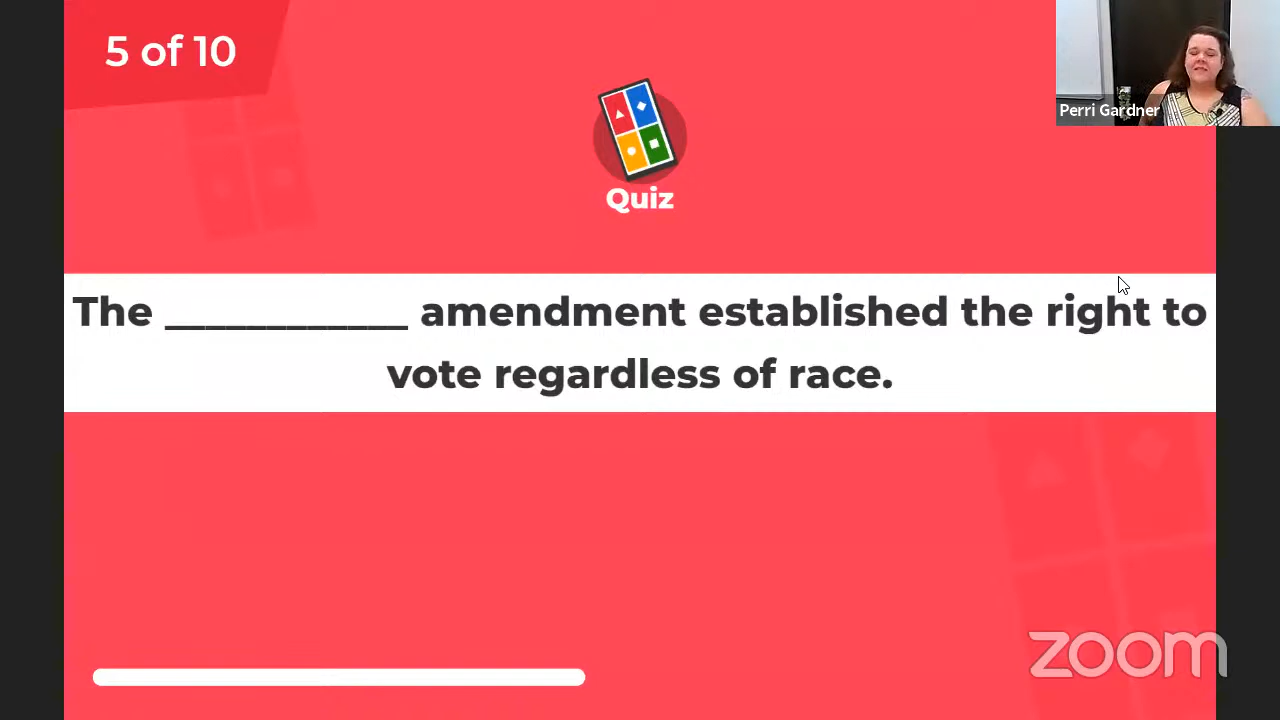 5 of 10
Perri Gardner
Quiz
The ____________ amendment established the right to
vote regardless of race.
zoom